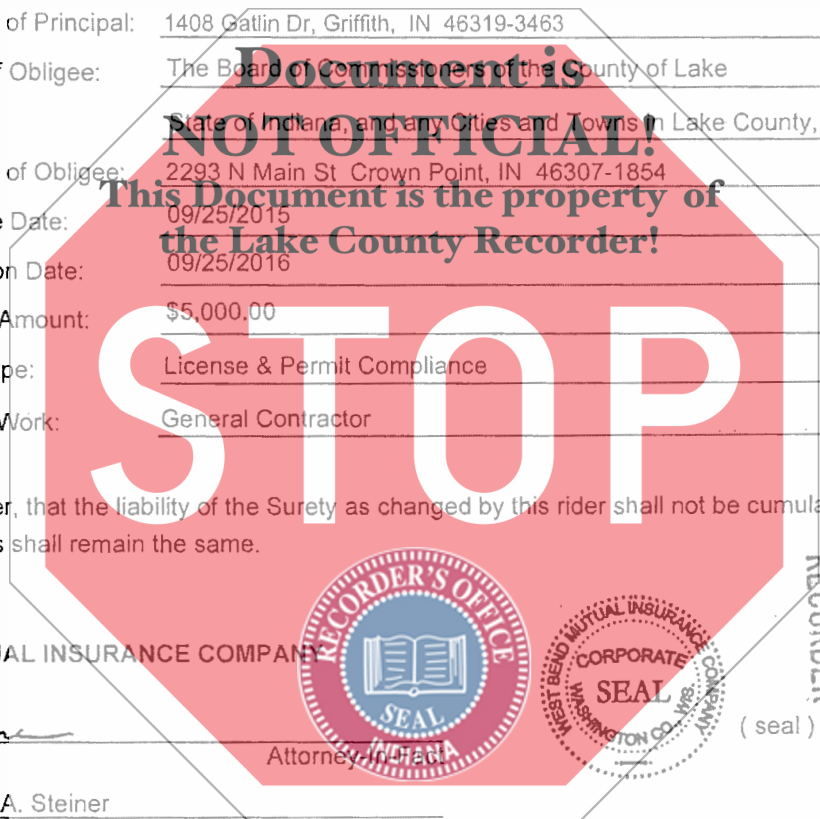 of Principal: 1408 Gatlin Dr, Griffith, IN 46319-3463
Document is
Obligee: The Board of Commissioners of the County of Lake
State of Indiana, and any Cities and Towns in Lake County,
NOT OFFICIAL!
of Obligee: 2293 N Main St Crown Point, IN 46307-1854
This Document is the property of
Date: 09/25/2015
the Lake County Recorder!
on Date: 09/25/2016
Amount: $5,000.00
STOP
pe: License & Permit Compliance
Work: General Contractor
er, that the liability of the Surety as changed by this rider shall not be cumula
s shall remain the same.
RECORDER'S OFFICE
SEAL
INDIANA
WEST BEND MUTUAL INSURANCE COMPANY
CORPORATE
SEAL
WASHINGTON CO., WIS.
RECORDER
UAL INSURANCE COMPANY
( seal )
Attorney-In-Fact
A. Steiner